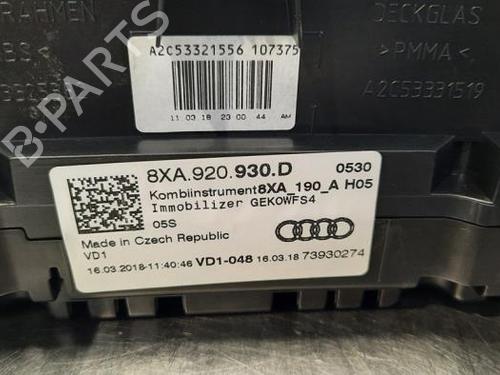 RAHMEN
DECKGLAS
A2C53321556 107375
ABS<
>PMMA<
A2C53331519
11 03 18 23 00 44 AM
B-PARTS
8XA.920.930.D 0530
Kombiinstrument8XA_190_A H05
Immobilizer GEKOWFS4
05S
Made in Czech Republic
VD1
16.03.2018-11:40:46 VD1-048 16.03.18 73930274